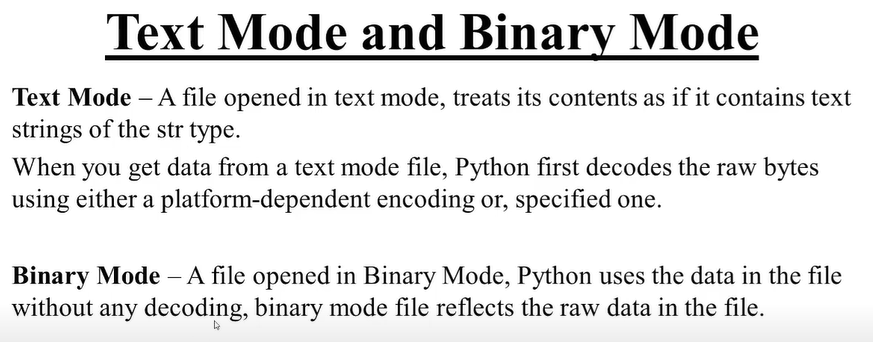 Text Mode and Binary Mode
Text Mode – A file opened in text mode, treats its contents as if it contains text
strings of the str type.
When you get data from a text mode file, Python first decodes the raw bytes
using either a platform-dependent encoding or, specified one.
Binary Mode – A file opened in Binary Mode, Python uses the data in the file
without any decoding, binary mode file reflects the raw data in the file.